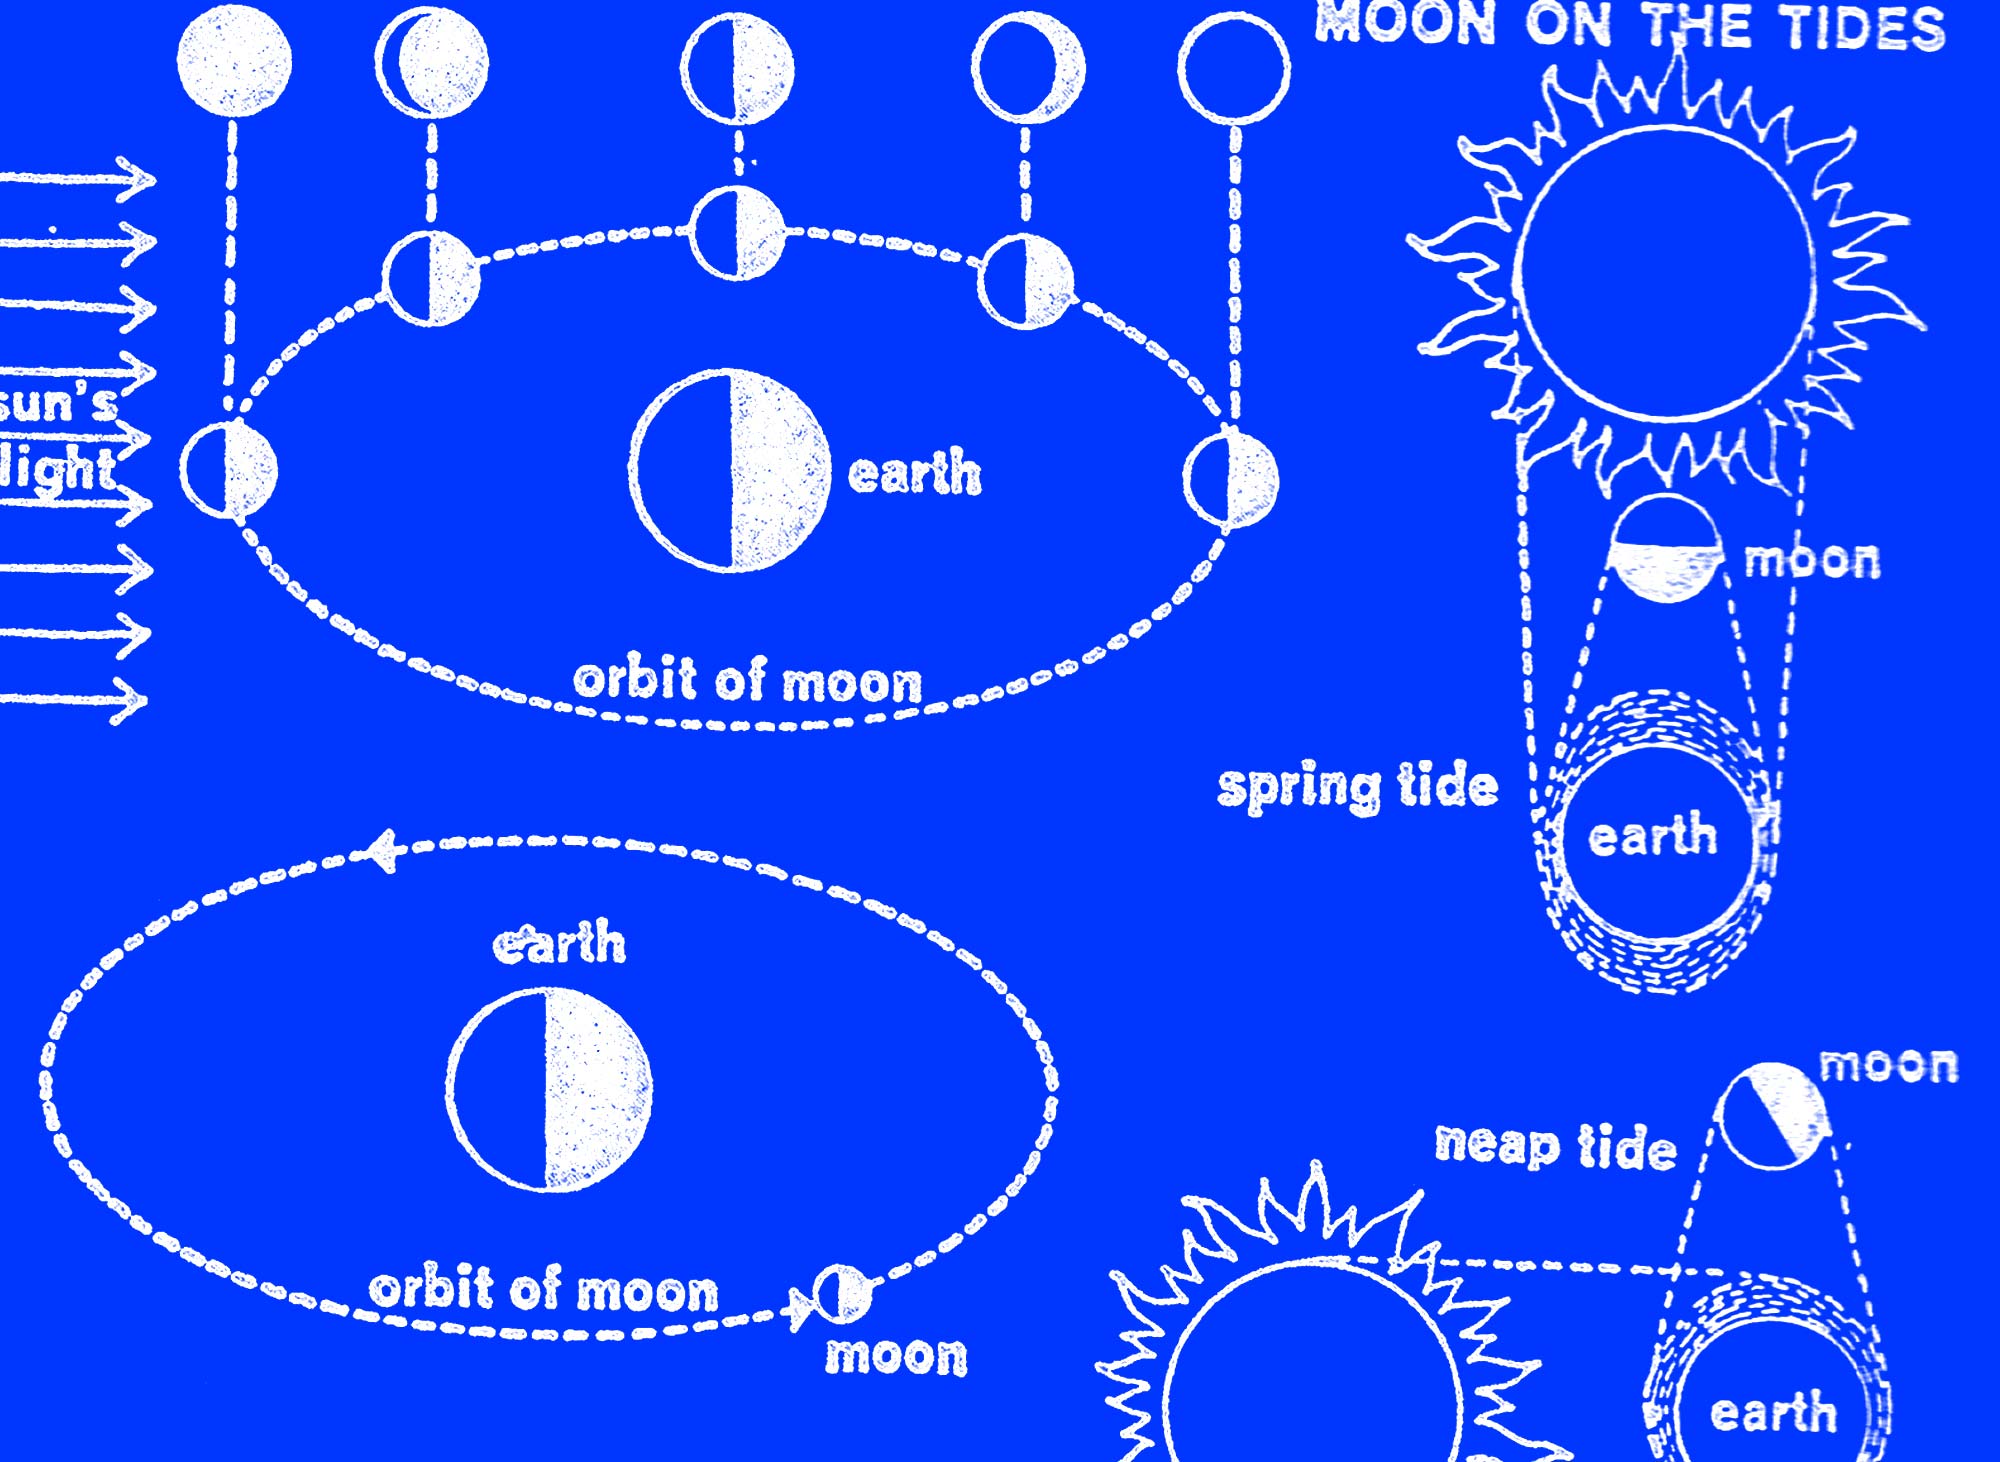 MOON ON THE TIDES
sun's
light
earth
orbit of moon
moon
spring tide
earth
earth
orbit of moon
moon
moon
neap tide
earth